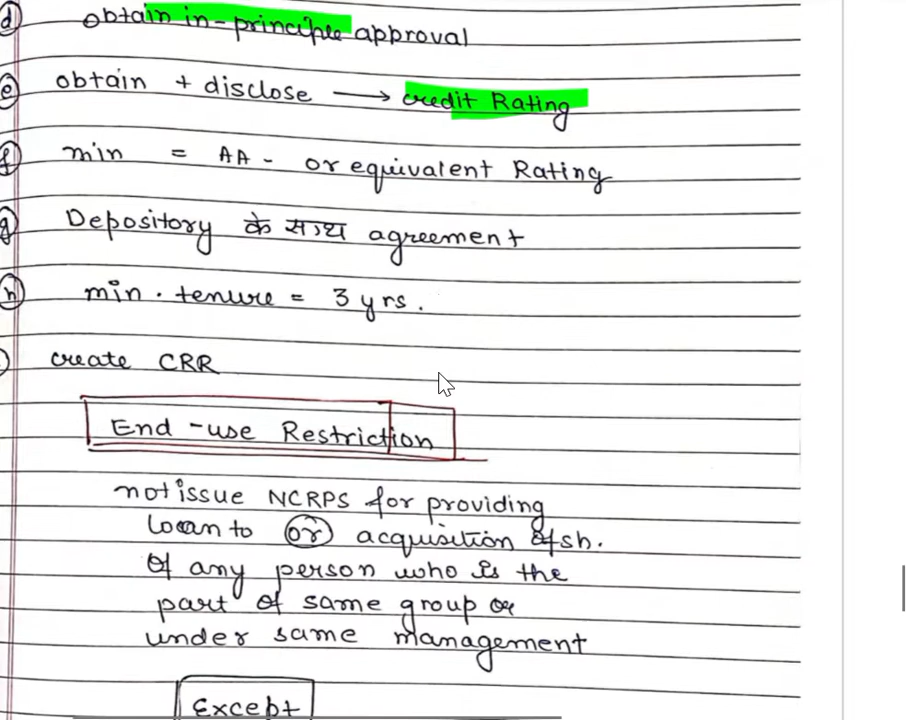 d obtain in-principle approval
e obtain + disclose → credit Rating
f min = AA - or equivalent Rating
g Depository के साथ agreement
h min. tenure = 3 yrs.
create CRR
End -use Restriction
not issue NCRPS for providing
loan to or acquisition of sh.
of any person who is the
part of same group or
under same management
Except